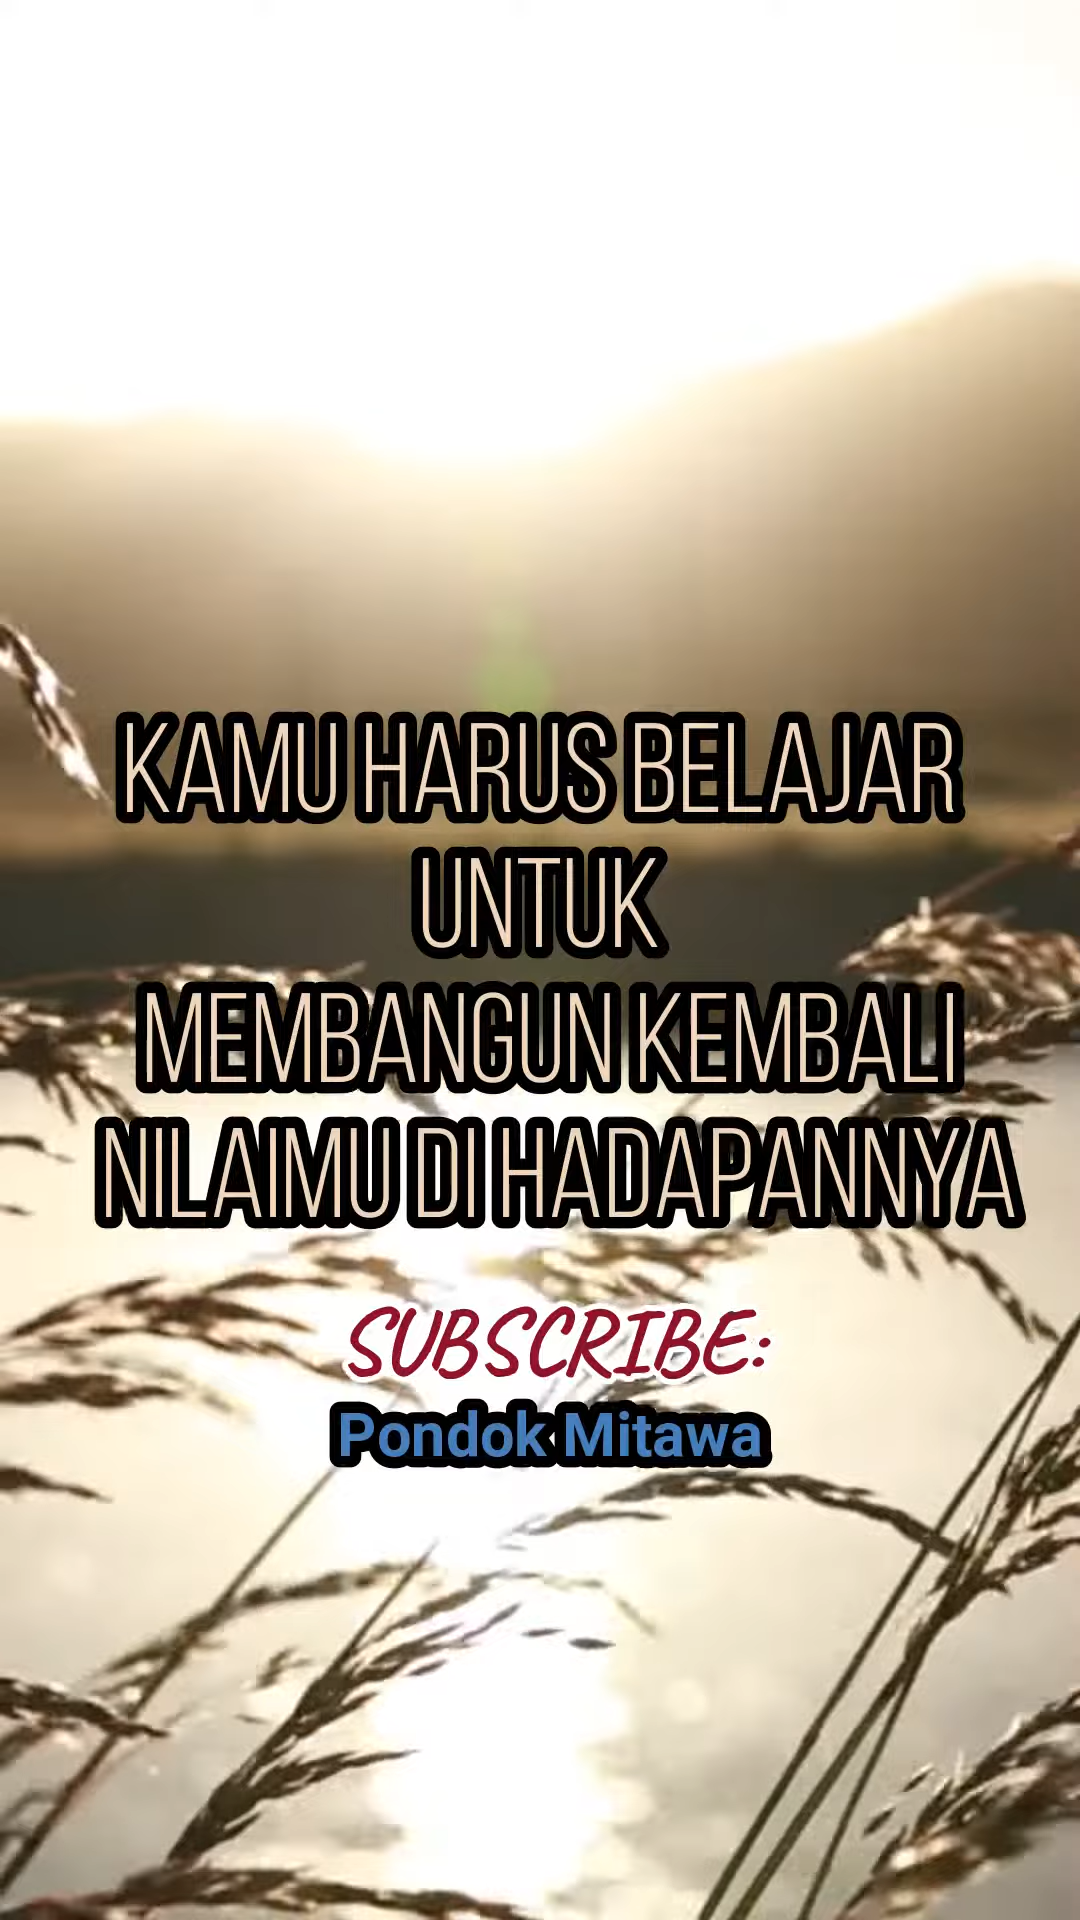 KAMU HARUS BELAJAR
UNTUK
MEMBANGUN KEMBALI
NILAIMU DI HADAPANNYA
SUBSCRIBE:
Pondok Mitawa